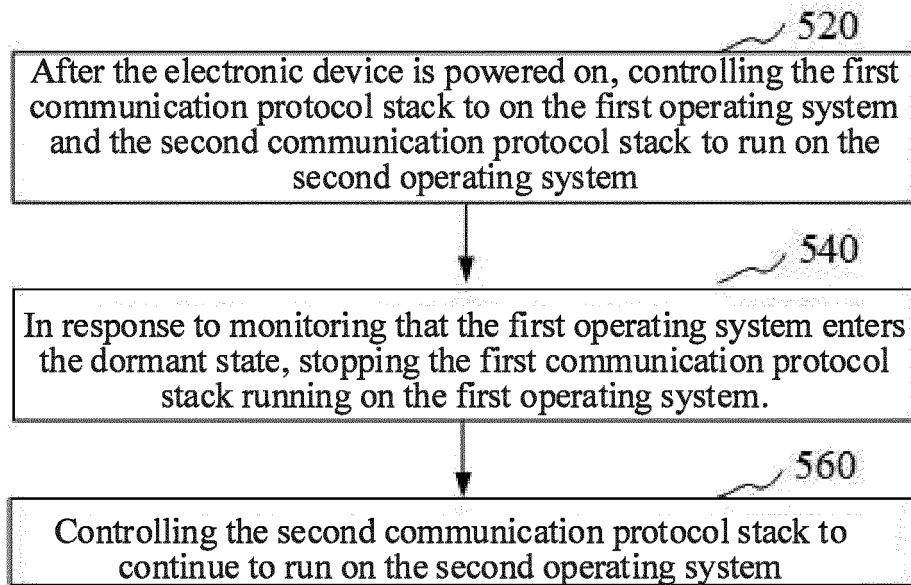 520
After the electronic device is powered on, controlling the first
communication protocol stack to on the first operating system
and the second communication protocol stack to run on the
second operating system
540
In response to monitoring that the first operating system enters
the dormant state, stopping the first communication protocol
stack running on the first operating system.
560
Controlling the second communication protocol stack to
continue to run on the second operating system